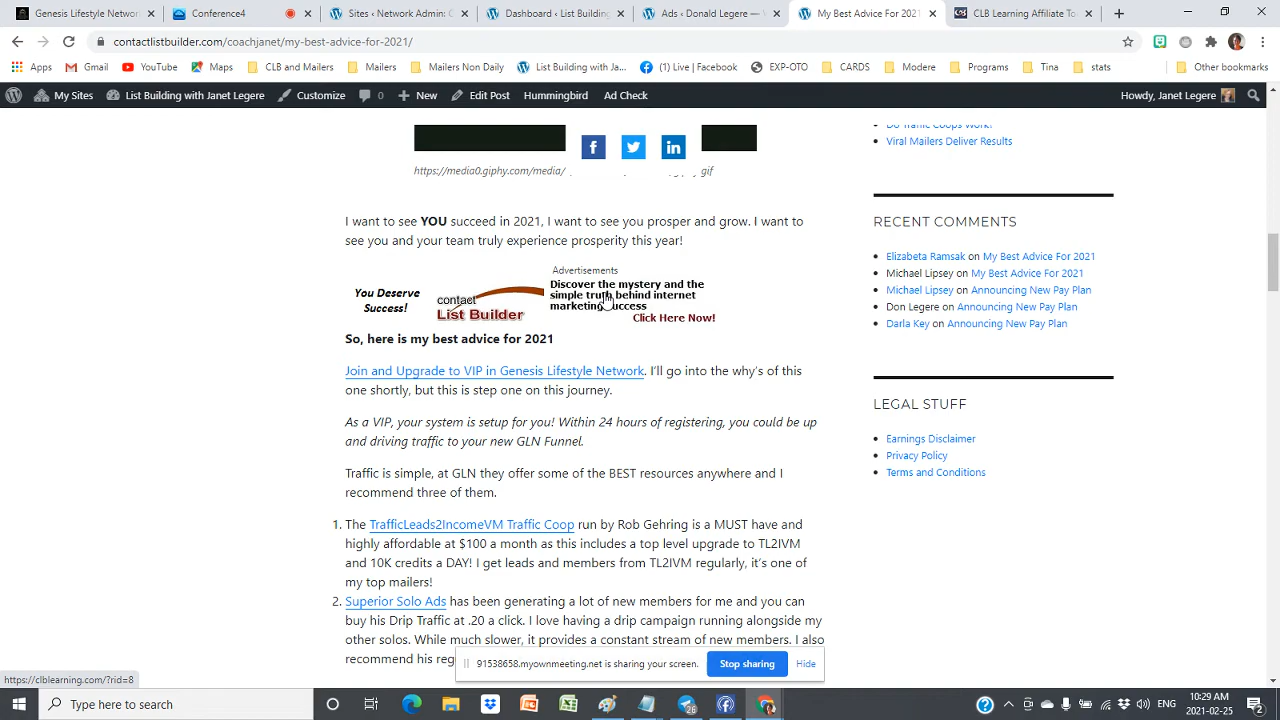 Genesis Lifestyle Network
Conference4
Sites ‹ Network Admin
Dashboard ‹ List Building
Ads ‹ Donald Legere —
My Best Advice For 2021
CLB Learning Affiliate To
contactlistbuilder.com/coachjanet/my-best-advice-for-2021/
Apps
Gmail
YouTube
Maps
CLB and Mailers
Mailers
Mailers Non Daily
List Building with Ja...
(1) Live | Facebook
EXP-OTO
CARDS
Modere
Programs
Tina
stats
Other bookmarks
My Sites
List Building with Janet Legere
Customize
0
New
Edit Post
Hummingbird
Ad Check
Howdy, Janet Legere
https://media0.giphy.com/media/
gif
I want to see YOU succeed in 2021, I want to see you prosper and grow. I want to
see you and your team truly experience prosperity this year!
Advertisements
You Deserve
Success!
contact
List Builder
Discover the mystery and the
simple truth behind internet
marketing success
Click Here Now!
So, here is my best advice for 2021
Join and Upgrade to VIP in Genesis Lifestyle Network. I'll go into the why's of this
one shortly, but this is step one on this journey.
As a VIP, your system is setup for you! Within 24 hours of registering, you could be up
and driving traffic to your new GLN Funnel.
Traffic is simple, at GLN they offer some of the BEST resources anywhere and I
recommend three of them.
1. The TrafficLeads2IncomeVM Traffic Coop run by Rob Gehring is a MUST have and
highly affordable at $100 a month as this includes a top level upgrade to TL2IVM
and 10K credits a DAY! I get leads and members from TL2IVM regularly, it's one of
my top mailers!
2. Superior Solo Ads has been generating a lot of new members for me and you can
buy his Drip Traffic at .20 a click. I love having a drip campaign running alongside my
other solos. While much slower, it provides a constant stream of new members. I also
recommend his reg
Do Traffic Coops Work?
Viral Mailers Deliver Results
RECENT COMMENTS
Elizabeta Ramsak on My Best Advice For 2021
Michael Lipsey on My Best Advice For 2021
Michael Lipsey on Announcing New Pay Plan
Don Legere on Announcing New Pay Plan
Darla Key on Announcing New Pay Plan
LEGAL STUFF
Earnings Disclaimer
Privacy Policy
Terms and Conditions
91538658.myownmeeting.net is sharing your screen.
Stop sharing
Hide
https://clblearning.com/?rid=8
Type here to search
26
ENG
10:29 AM
2021-02-25
2